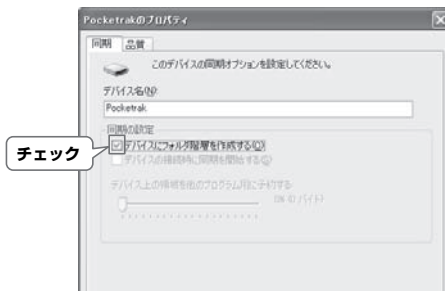 Pocketrakのプロパティ
同期 品質
このデバイスの同期オプションを設定してください。
デバイス名(N):
Pocketrak
同期の設定
チェック
デバイスにフォルダ階層を作成する(C)
デバイスの接続時に同期を開始する(S)
デバイス上の領域を他のプログラム用に予約する